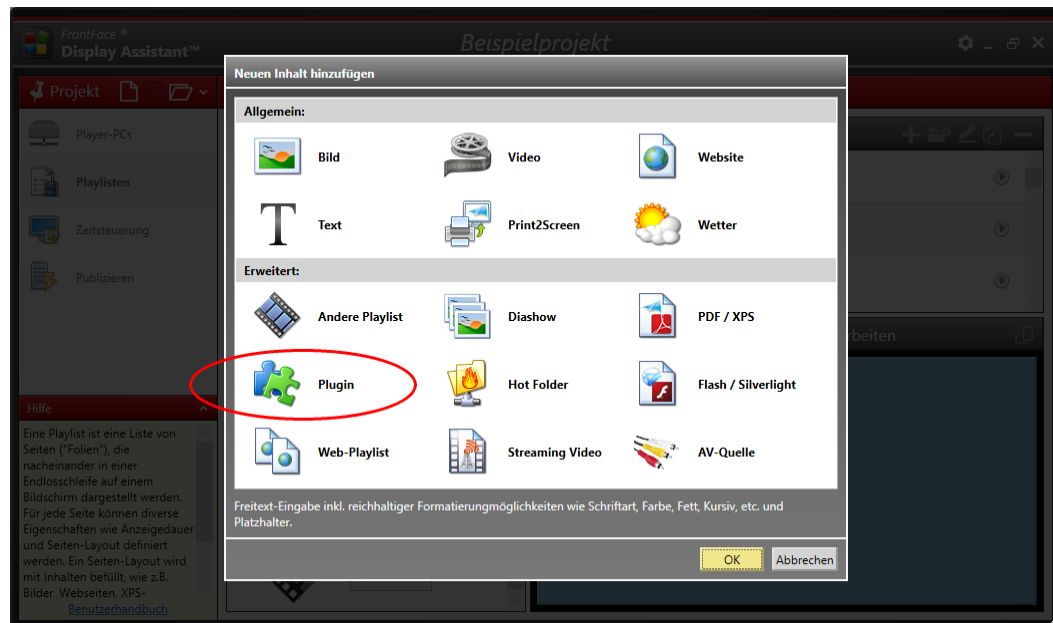 FrontFace ®
Display Assistant™
Beispielprojekt
Projekt
Player-PCs
Playlisten
Zeitsteuerung
Publizieren
Neuen Inhalt hinzufügen
Allgemein:
Bild
Video
Website
Text
Print2Screen
Wetter
Erweitert:
Andere Playlist
Diashow
PDF / XPS
Plugin
Hot Folder
Flash / Silverlight
Web-Playlist
Streaming Video
AV-Quelle
Freitext-Eingabe inkl. reichhaltiger Formatierungmöglichkeiten wie Schriftart, Farbe, Fett, Kursiv, etc. und
Platzhalter.
OK
Abbrechen
rbeiten
Hilfe
Eine Playlist ist eine Liste von
Seiten ("Folien"), die
nacheinander in einer
Endlosschleife auf einem
Bildschirm dargestellt werden.
Für jede Seite können diverse
Eigenschaften wie Anzeigedauer
und Seiten-Layout definiert
werden. Ein Seiten-Layout wird
mit Inhalten befüllt, wie z.B.
Bilder, Webseiten, XPS-
Benutzerhandbuch